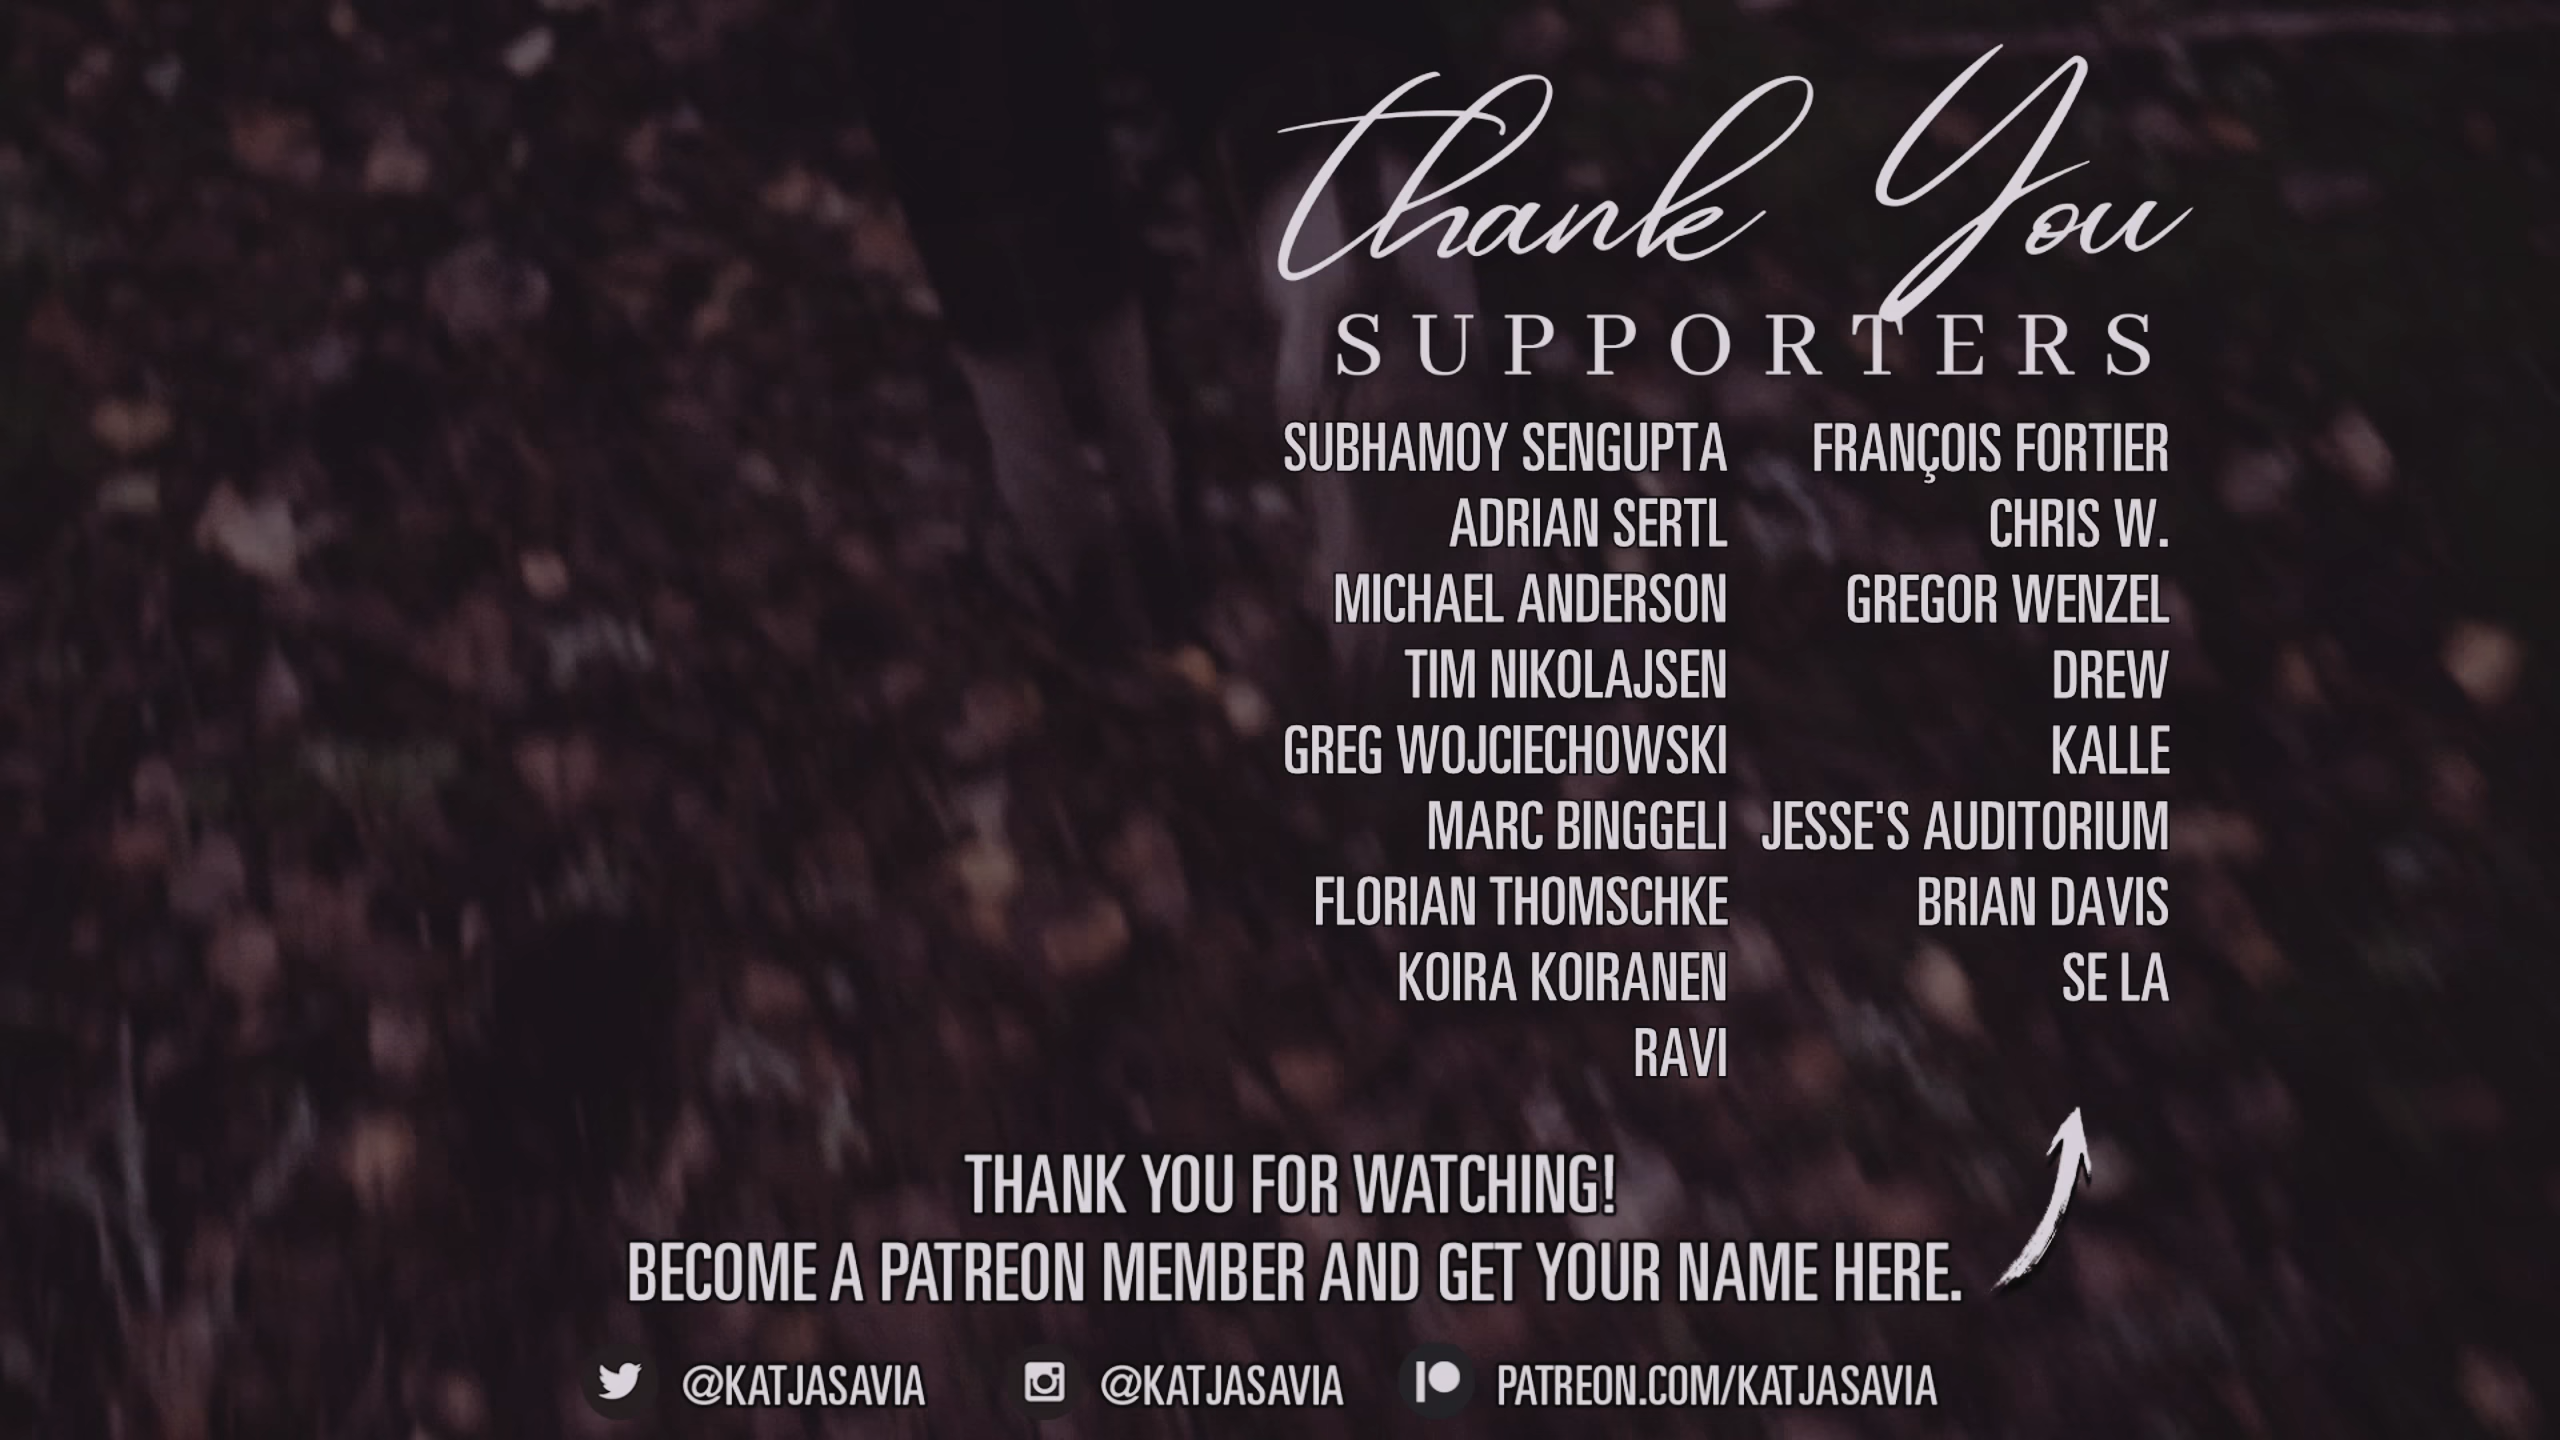 Thank You
SUPPORTERS
SUBHAMOY SENGUPTA
ADRIAN SERTL
MICHAEL ANDERSON
TIM NIKOLAJSEN
GREG WOJCIECHOWSKI
MARC BINGGELI
FLORIAN THOMSCHKE
KOIRA KOIRANEN
RAVI
FRANÇOIS FORTIER
CHRIS W.
GREGOR WENZEL
DREW
KALLE
JESSE'S AUDITORIUM
BRIAN DAVIS
SE LA
THANK YOU FOR WATCHING!
BECOME A PATREON MEMBER AND GET YOUR NAME HERE.
@KATJASAVIA @KATJASAVIA PATREON.COM/KATJASAVIA